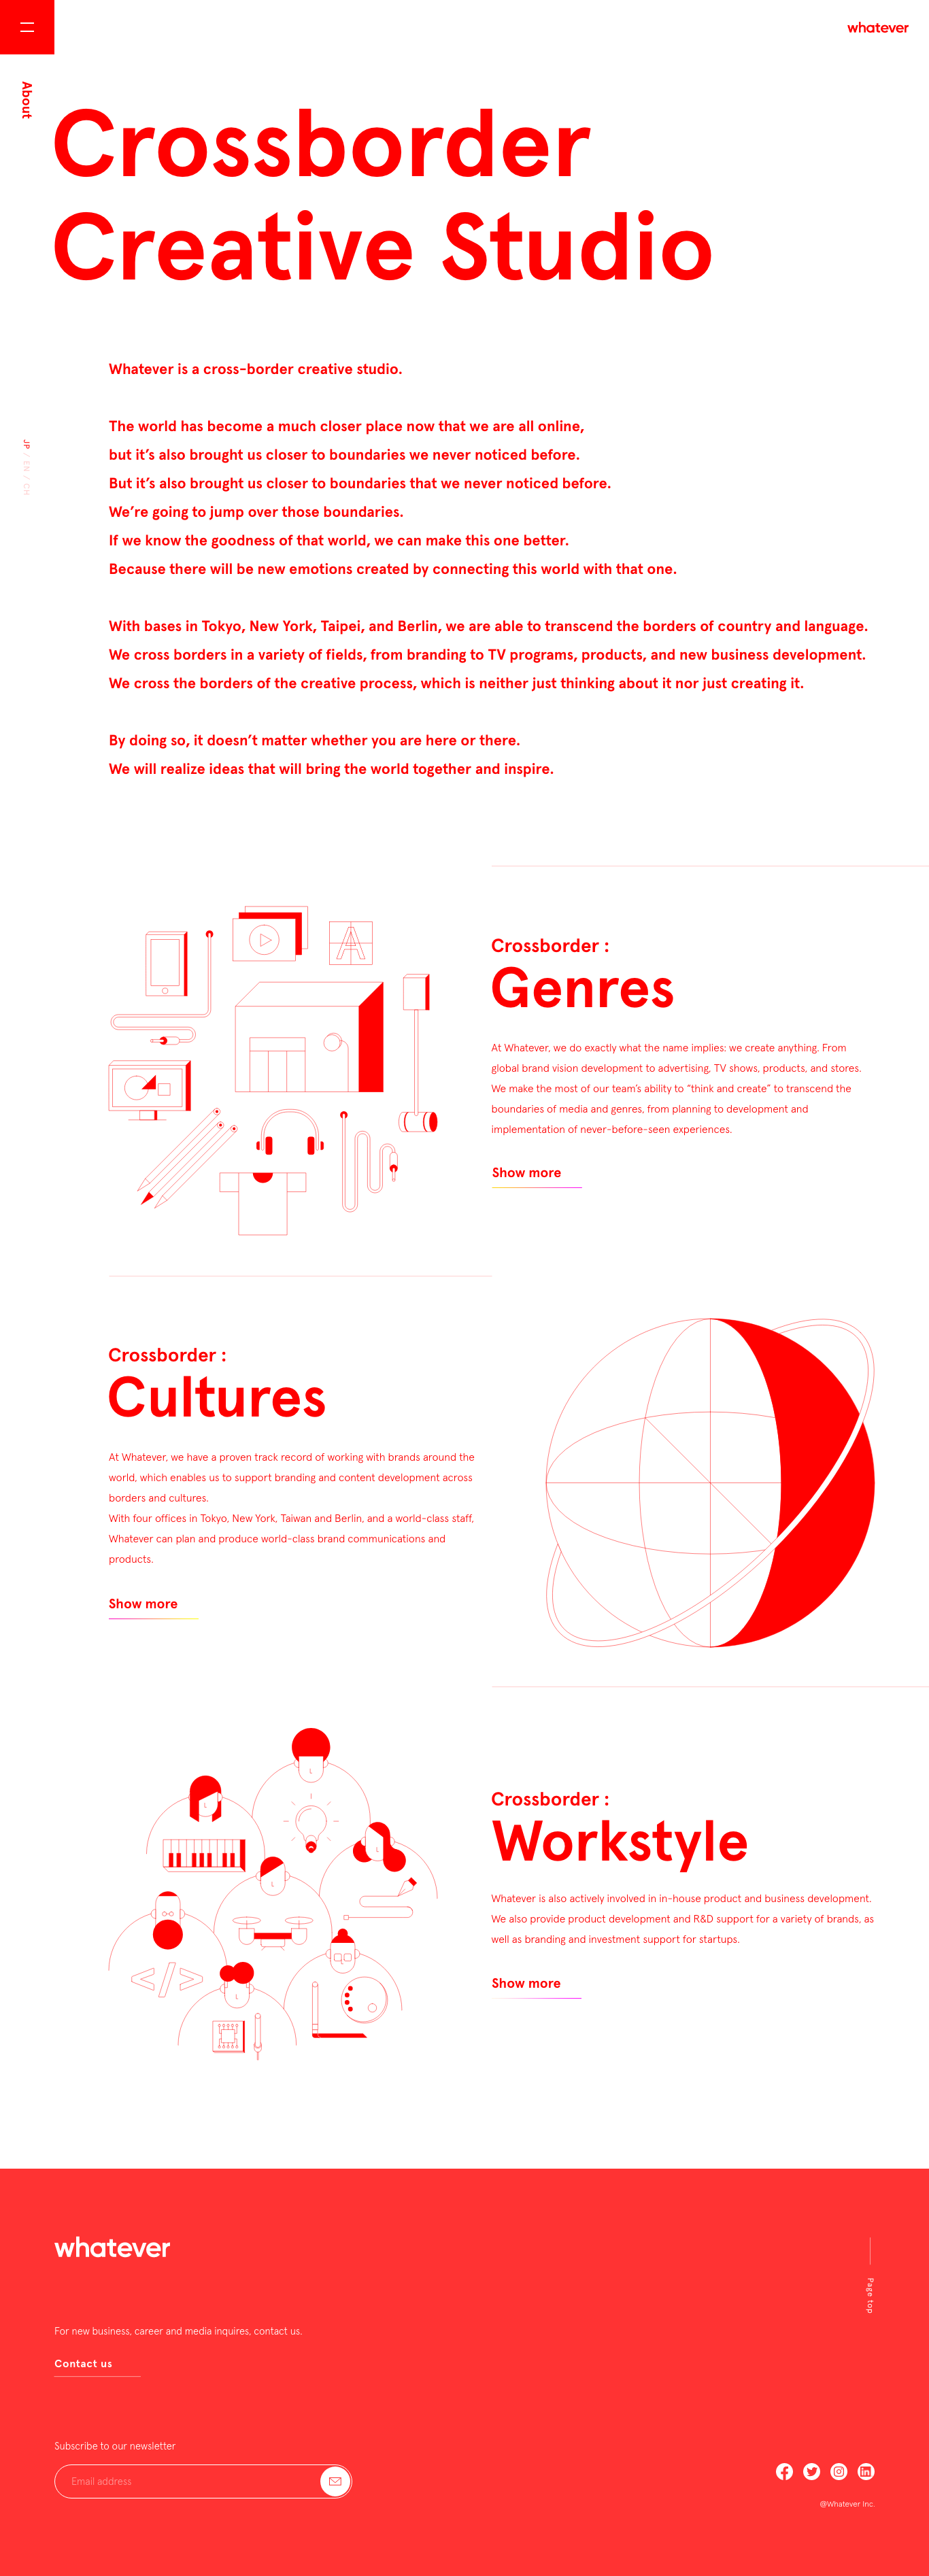 whatever
About
Crossborder
Creative Studio
Whatever is a cross-border creative studio.
The world has become a much closer place now that we are all online,
but it’s also brought us closer to boundaries we never noticed before.
But it’s also brought us closer to boundaries that we never noticed before.
We’re going to jump over those boundaries.
If we know the goodness of that world, we can make this one better.
Because there will be new emotions created by connecting this world with that one.
JP / EN / CH
With bases in Tokyo, New York, Taipei, and Berlin, we are able to transcend the borders of country and language.
We cross borders in a variety of fields, from branding to TV programs, products, and new business development.
We cross the borders of the creative process, which is neither just thinking about it nor just creating it.
By doing so, it doesn’t matter whether you are here or there.
We will realize ideas that will bring the world together and inspire.
A
Crossborder :
Genres
At Whatever, we do exactly what the name implies: we create anything. From
global brand vision development to advertising, TV shows, products, and stores.
We make the most of our team’s ability to “think and create” to transcend the
boundaries of media and genres, from planning to development and
implementation of never-before-seen experiences.
Show more
Crossborder :
Cultures
At Whatever, we have a proven track record of working with brands around the
world, which enables us to support branding and content development across
borders and cultures.
With four offices in Tokyo, New York, Taiwan and Berlin, and a world-class staff,
Whatever can plan and produce world-class brand communications and
products.
Show more
</>
Crossborder :
Workstyle
Whatever is also actively involved in in-house product and business development.
We also provide product development and R&D support for a variety of brands, as
well as branding and investment support for startups.
Show more
whatever
Page top
For new business, career and media inquires, contact us.
Contact us
Subscribe to our newsletter
Email address
@Whatever Inc.